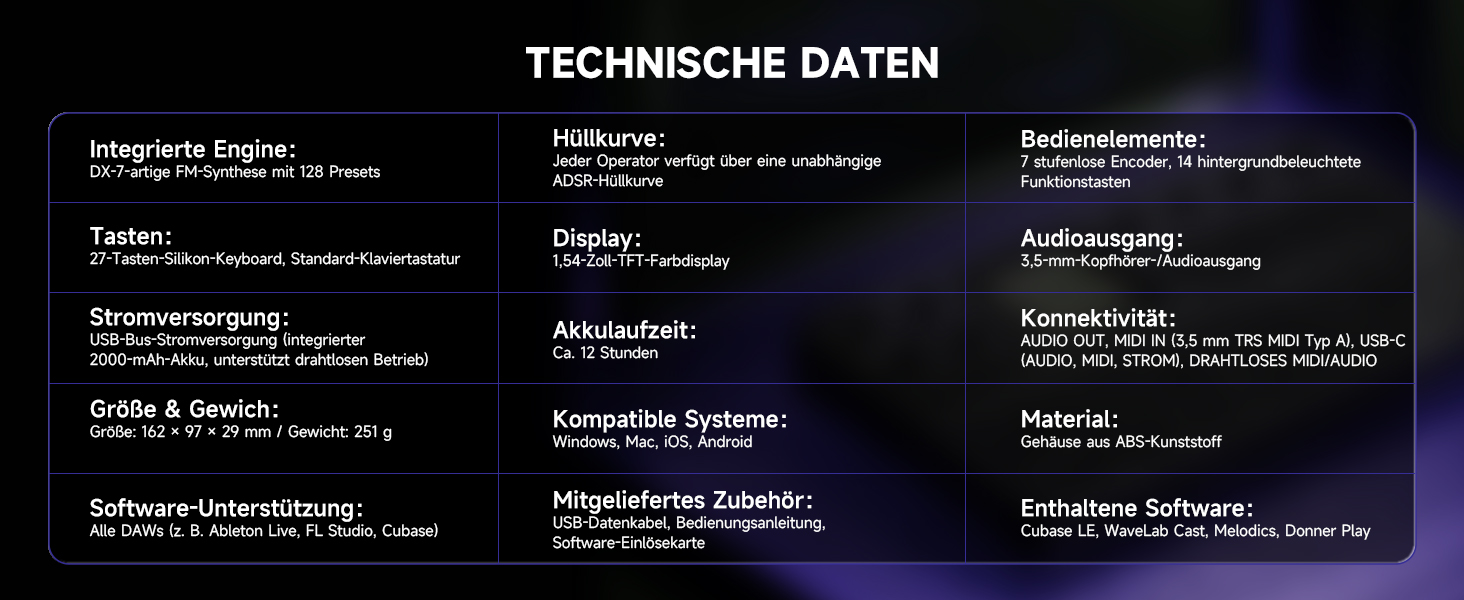 TECHNISCHE DATEN
Integrierte Engine:
DX-7-artige FM-Synthese mit 128 Presets
Hüllkurve:
Jeder Operator verfügt über eine unabhängige
ADSR-Hüllkurve
Bedienelemente:
7 stufenlose Encoder, 14 hintergrundbeleuchtete
Funktionstasten
Tasten:
27-Tasten-Silikon-Keyboard, Standard-Klaviertastatur
Display:
1,54-Zoll-TFT-Farbdisplay
Audioausgang:
3,5-mm-Kopfhörer-/Audioausgang
Stromversorgung:
USB-Bus-Stromversorgung (integrierter
2000-mAh-Akku, unterstützt drahtlosen Betrieb)
Akkulaufzeit:
Ca. 12 Stunden
Konnektivität:
AUDIO OUT, MIDI IN (3,5 mm TRS MIDI Typ A), USB-C
(AUDIO, MIDI, STROM), DRAHTLOSES MIDI/AUDIO
Größe & Gewich:
Größe: 162 × 97 × 29 mm / Gewicht: 251 g
Kompatible Systeme:
Windows, Mac, iOS, Android
Material:
Gehäuse aus ABS-Kunststoff
Software-Unterstützung:
Alle DAWs (z. B. Ableton Live, FL Studio, Cubase)
Mitgeliefertes Zubehör:
USB-Datenkabel, Bedienungsanleitung,
Software-Einlösekarte
Enthaltene Software:
Cubase LE, WaveLab Cast, Melodics, Donner Play